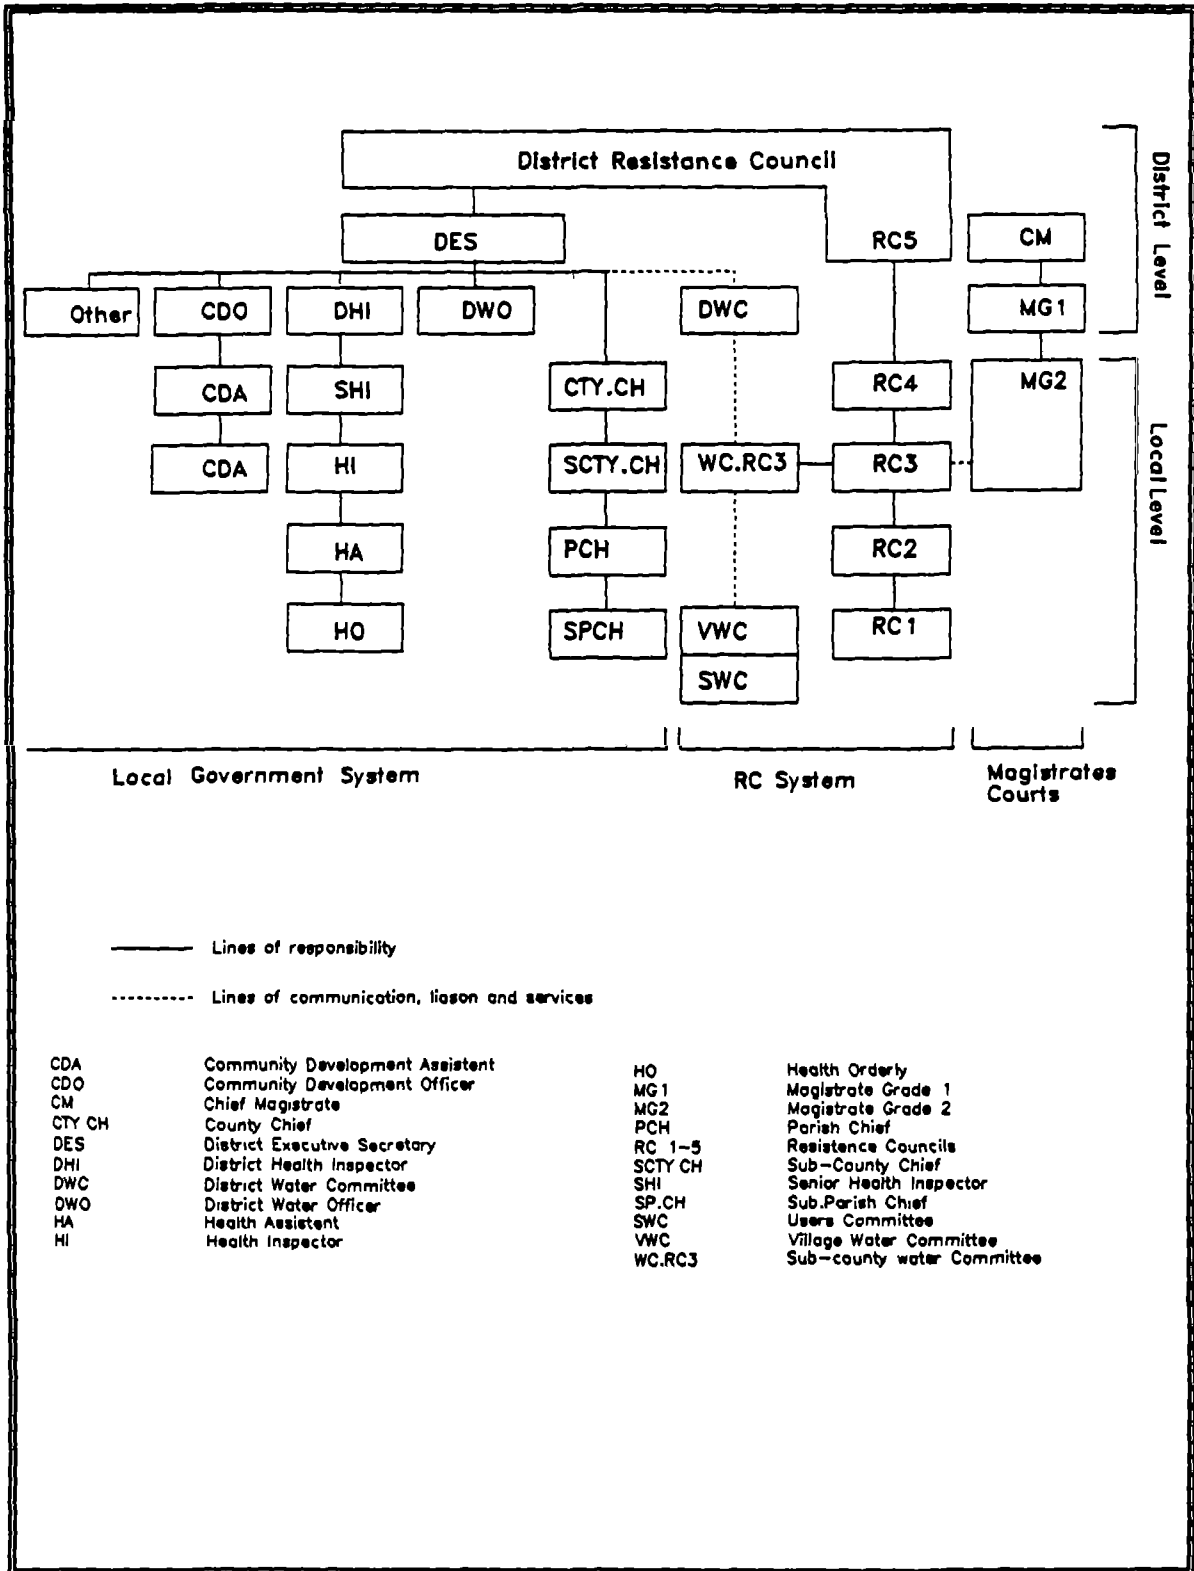 District Resistance Council
DES
RC5
CM
Other
CDO
DHI
DWO
DWC
MG1
CDA
SHI
CTY.CH
RC4
MG2
CDA
HI
SCTY.CH
WC.RC3
RC3
HA
PCH
RC2
HO
SPCH
VWC
RC1
SWC
District Level
Local Level
Local Government System
RC System
Magistrates
Courts
Lines of responsibility
Lines of communication, liason and services
CDA Community Development Assistent
CDO Community Development Officer
CM Chief Magistrate
CTY CH County Chief
DES District Executive Secretary
DHI District Health Inspector
DWC District Water Committee
DWO District Water Officer
HA Health Assistent
HI Health Inspector
HO Health Orderly
MG1 Magistrate Grade 1
MG2 Magistrate Grade 2
PCH Parish Chief
RC 1-5 Resistence Councils
SCTY CH Sub-County Chief
SHI Senior Health Inspector
SP.CH Sub.Parish Chief
SWC Users Committee
VWC Village Water Committee
WC.RC3 Sub-county water Committee